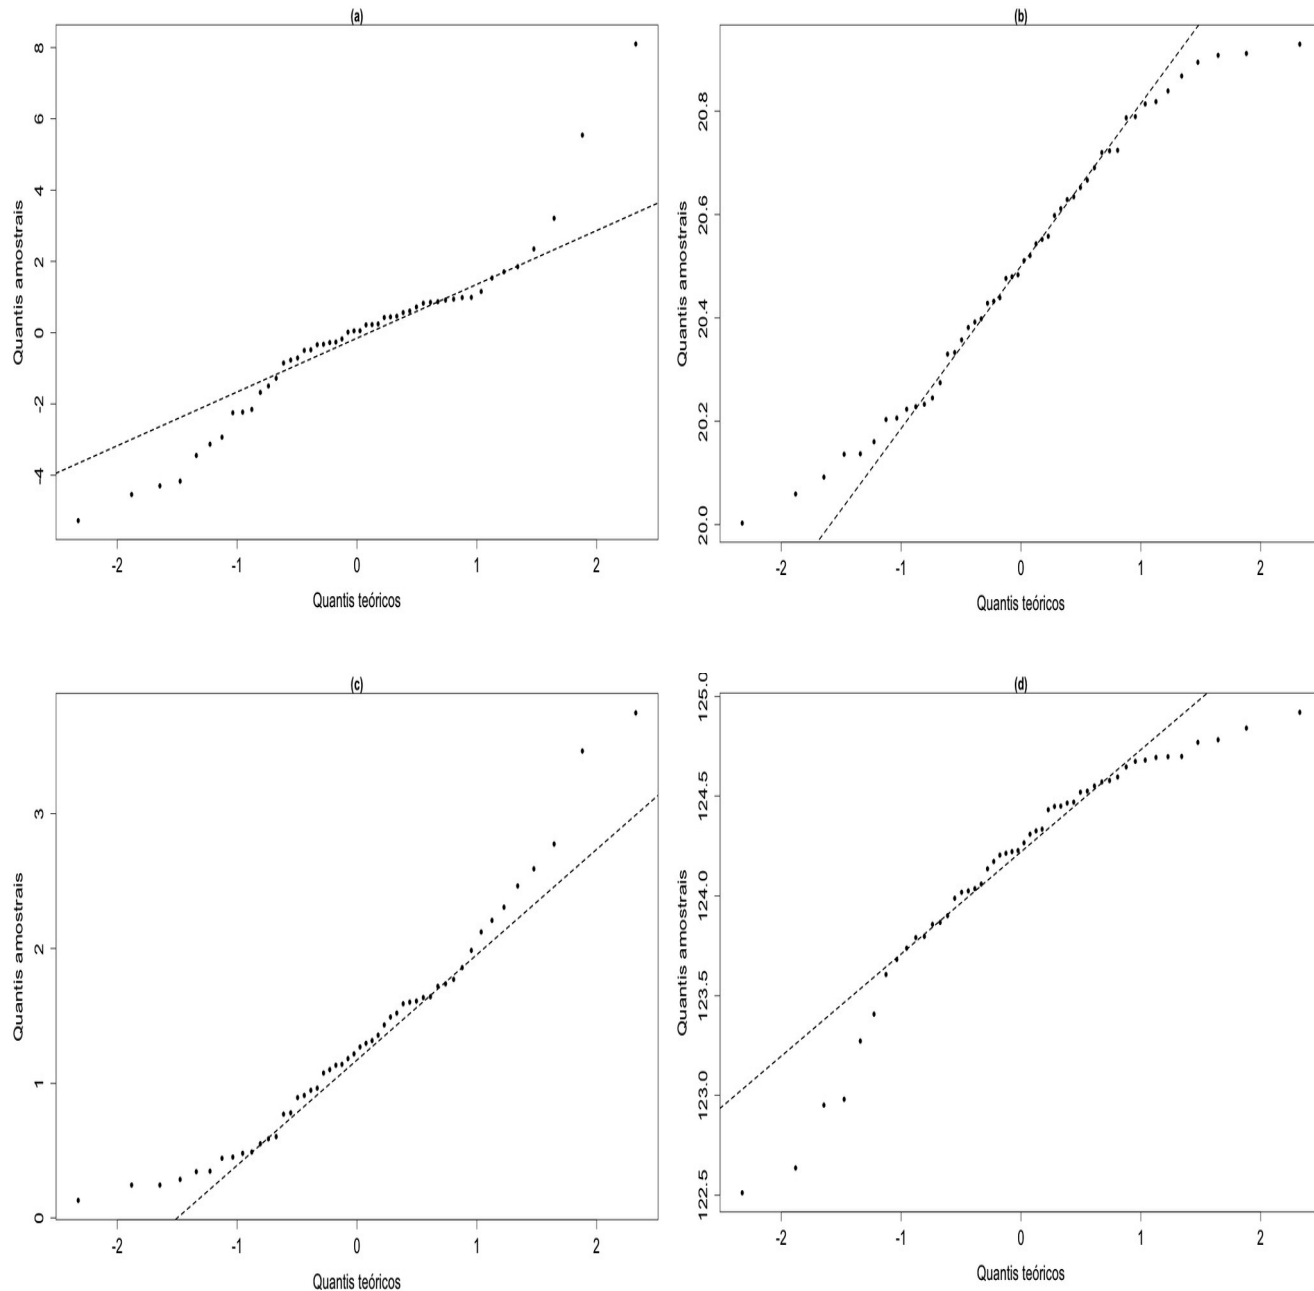 (a)
Quantis amostrais
8
6
4
2
0
-2
-4
-2 -1 0 1 2
Quantis teóricos
(b)
Quantis amostrais
20.8
20.6
20.4
20.2
20.0
-2 -1 0 1 2
Quantis teóricos
(c)
Quantis amostrais
3
2
1
0
-2 -1 0 1 2
Quantis teóricos
(d)
Quantis amostrais
125.0
124.5
124.0
123.5
123.0
122.5
-2 -1 0 1 2
Quantis teóricos